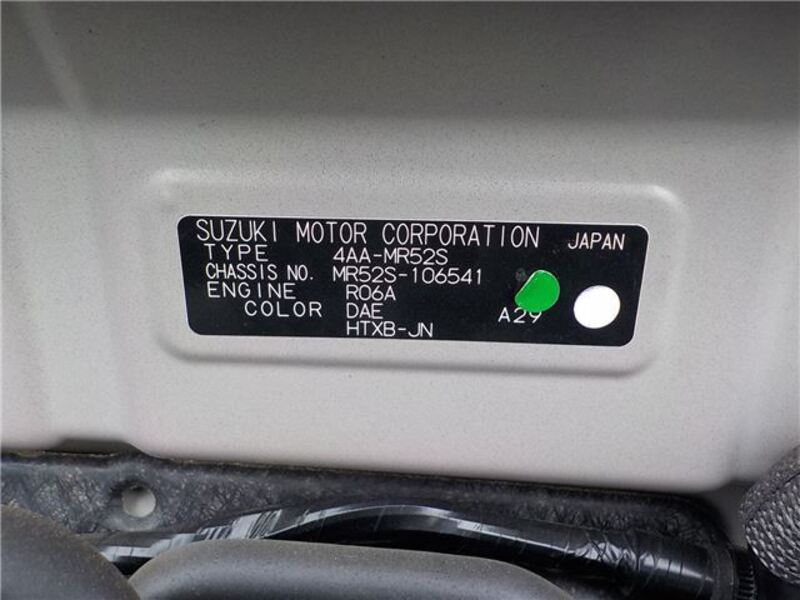 SUZUKI MOTOR CORPORATION JAPAN
TYPE 4AA-MR52S
CHASSIS NO. MR52S-106541
ENGINE R06A
COLOR DAE A29
HTXB-JN